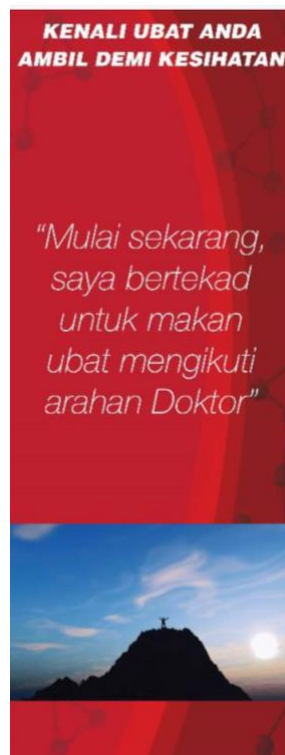 KENALI UBAT ANDA
AMBIL DEMI KESIHATAN
"Mulai sekarang,
saya bertekad
untuk makan
ubat mengikuti
arahan Doktor"